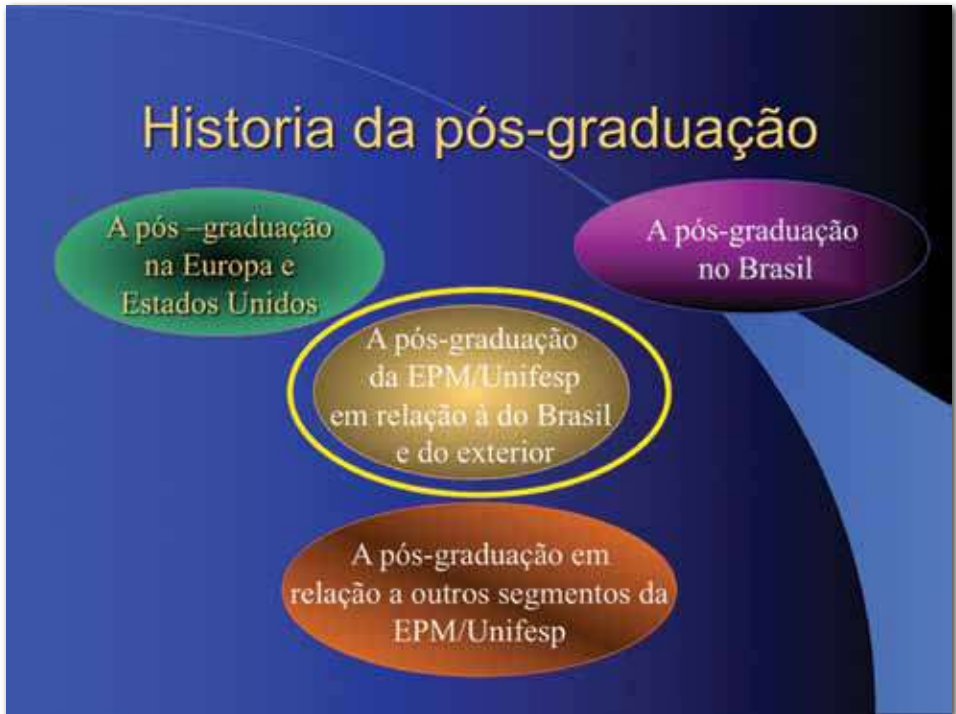 Historia da pós-graduação
A pós –graduação
na Europa e
Estados Unidos
A pós-graduação
no Brasil
A pós-graduação
da EPM/Unifesp
em relação à do Brasil
e do exterior
A pós-graduação em
relação a outros segmentos da
EPM/Unifesp